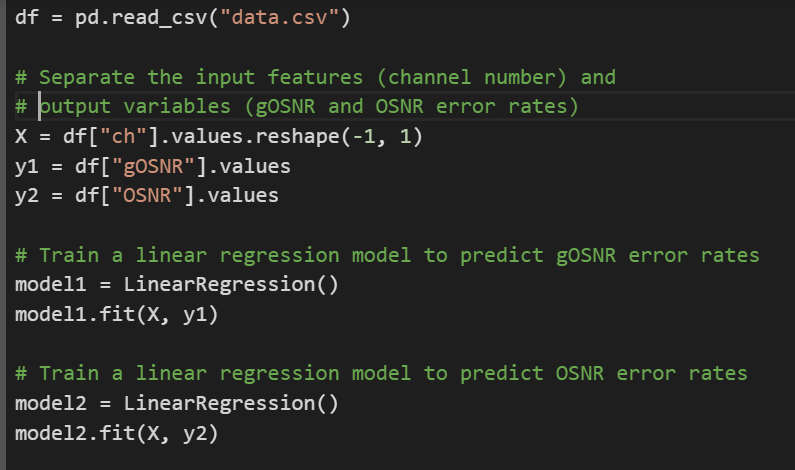 df = pd.read_csv("data.csv")
# Separate the input features (channel number) and
# output variables (gOSNR and OSNR error rates)
X = df["ch"].values.reshape(-1, 1)
y1 = df["gOSNR"].values
y2 = df["OSNR"].values
# Train a linear regression model to predict gOSNR error rates
model1 = LinearRegression()
model1.fit(X, y1)
# Train a linear regression model to predict OSNR error rates
model2 = LinearRegression()
model2.fit(X, y2)